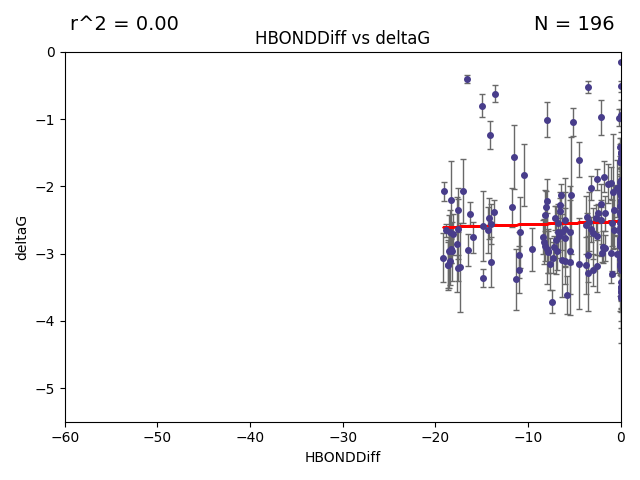 r^2 = 0.00
N = 196
HBONDDiff vs deltaG
0
−1
−2
−3
−4
−5
deltaG
−60
−50
−40
−30
−20
−10
0
HBONDDiff